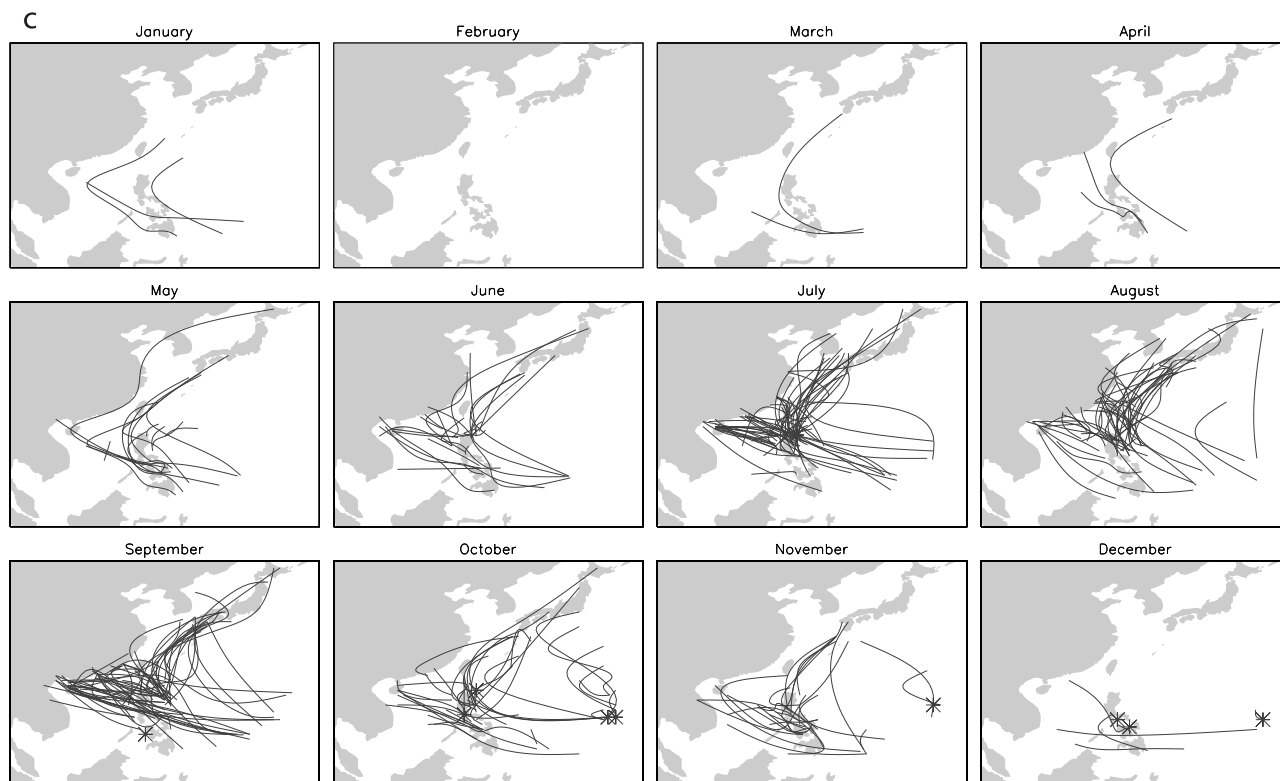 C
January
February
March
April
May
June
July
August
September
October
November
December